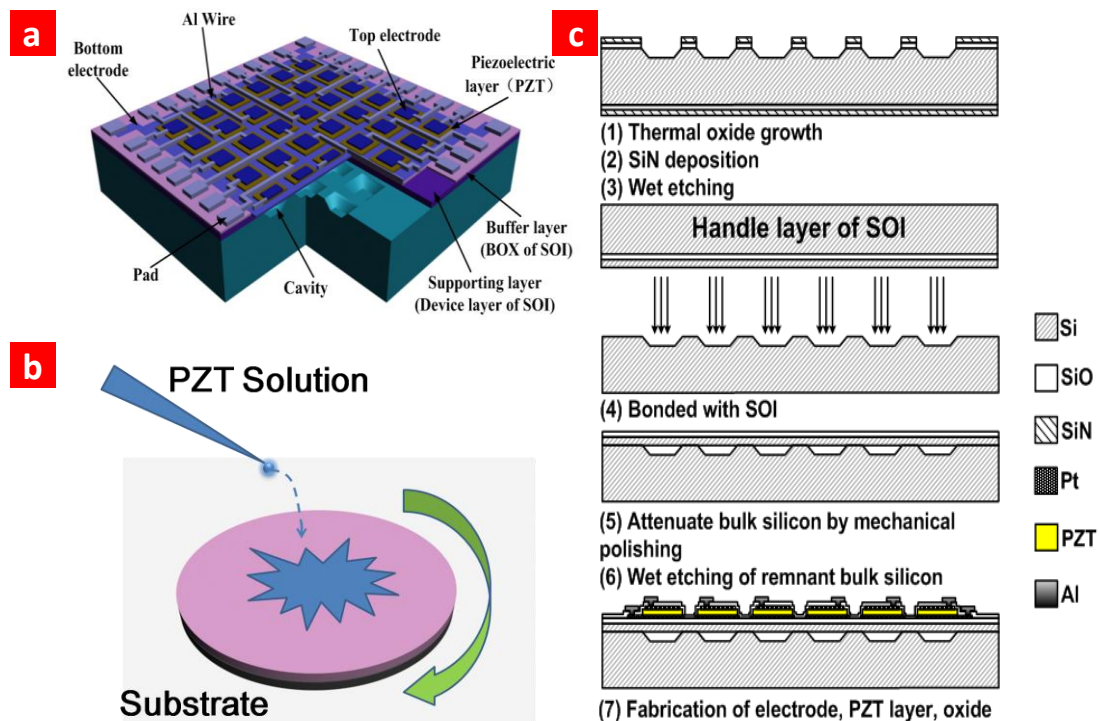 a
Al Wire
Bottom
electrode
Top electrode
Piezoelectric
layer（PZT）
Buffer layer
(BOX of SOI)
Supporting layer
(Device layer of SOI)
Pad
Cavity
b
PZT Solution
Substrate
c
(1) Thermal oxide growth
(2) SiN deposition
(3) Wet etching
Handle layer of SOI
(4) Bonded with SOI
(5) Attenuate bulk silicon by mechanical
polishing
(6) Wet etching of remnant bulk silicon
(7) Fabrication of electrode, PZT layer, oxide
Si
SiO
SiN
Pt
PZT
Al